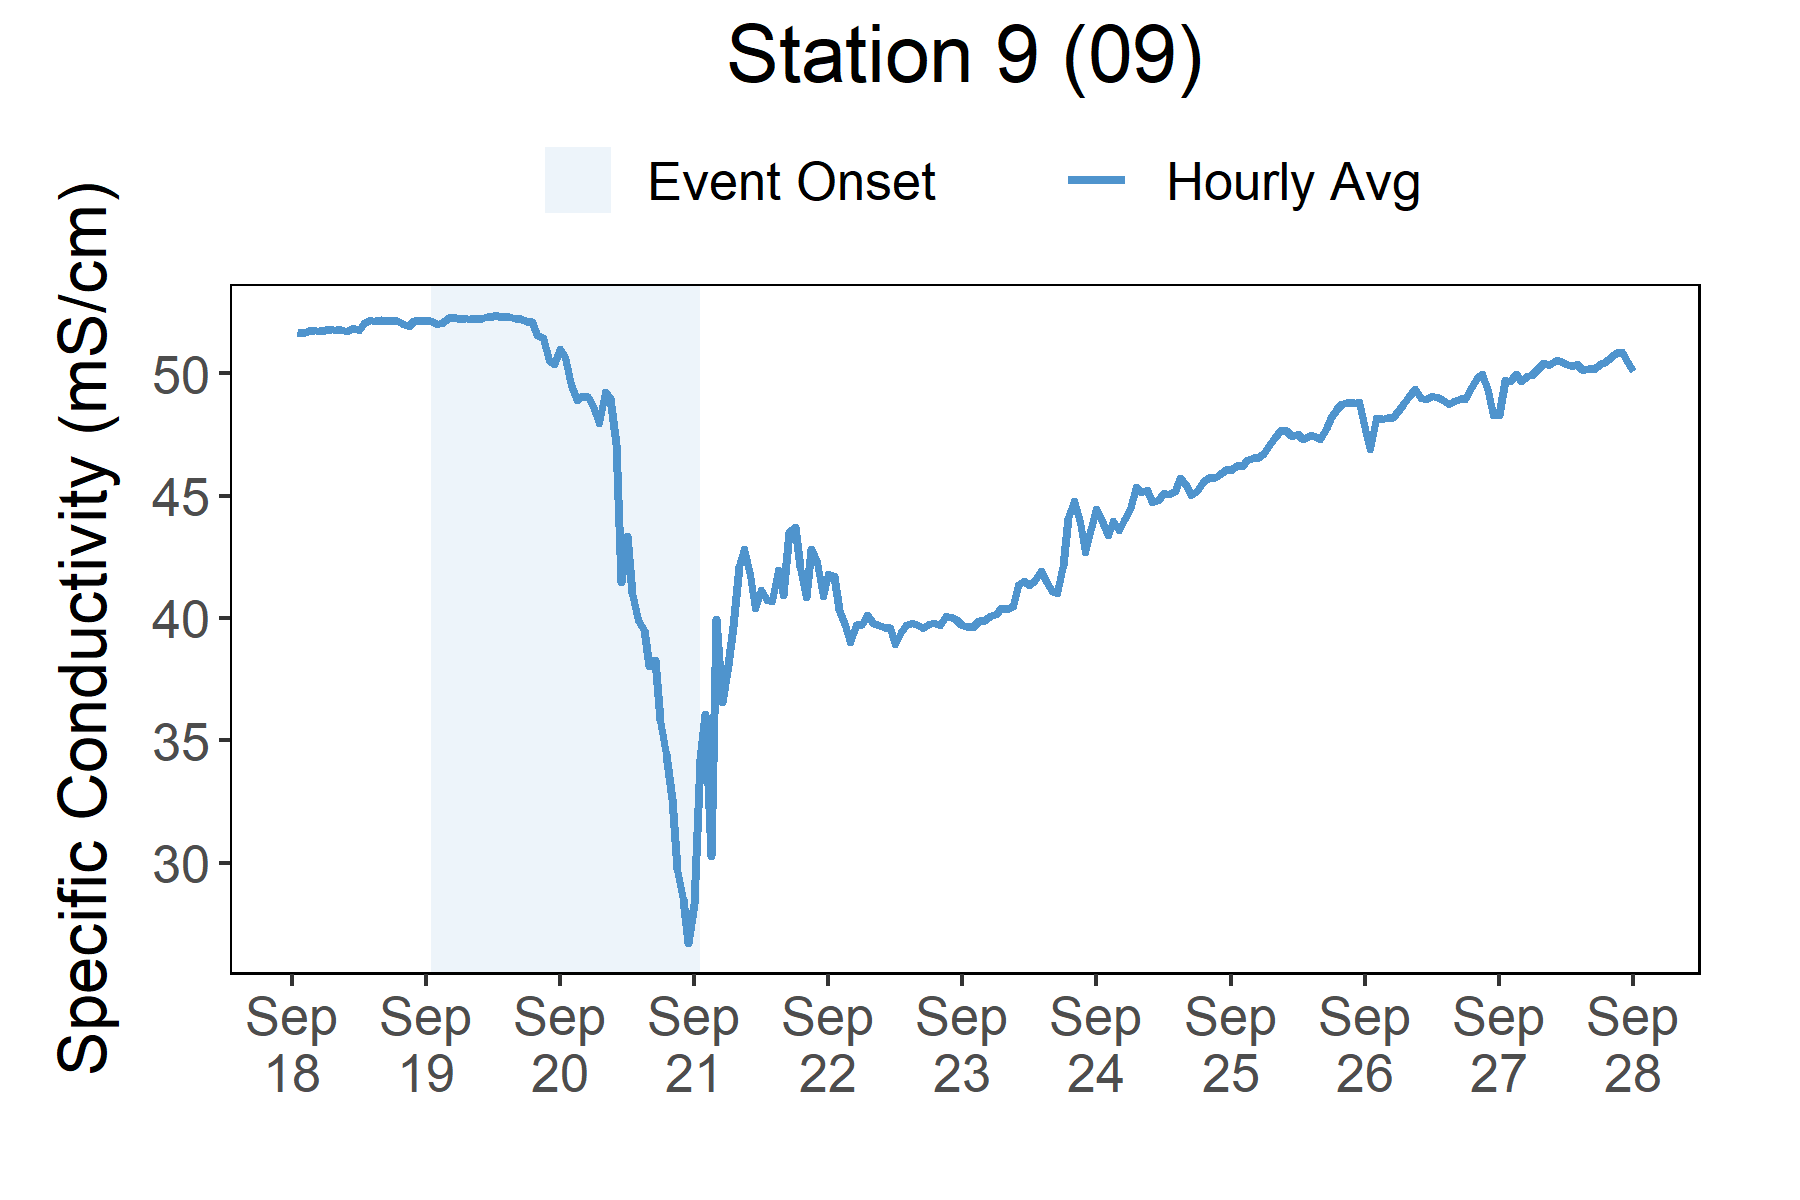 Station 9 (09)
Event Onset
Hourly Avg
Specific Conductivity (mS/cm)
50
45
40
35
30
Sep Sep Sep Sep Sep Sep Sep Sep Sep Sep Sep
18 19 20 21 22 23 24 25 26 27 28